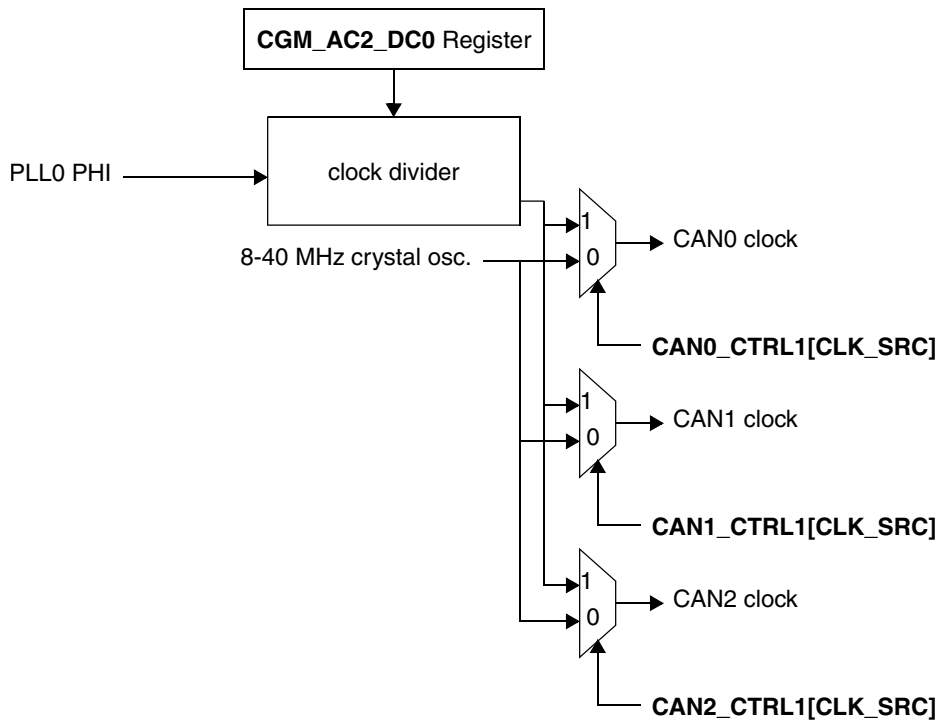 CGM_AC2_DC0 Register
PLL0 PHI
clock divider
1
CAN0 clock
8-40 MHz crystal osc.
0
CAN0_CTRL1[CLK_SRC]
1
CAN1 clock
0
CAN1_CTRL1[CLK_SRC]
1
CAN2 clock
0
CAN2_CTRL1[CLK_SRC]